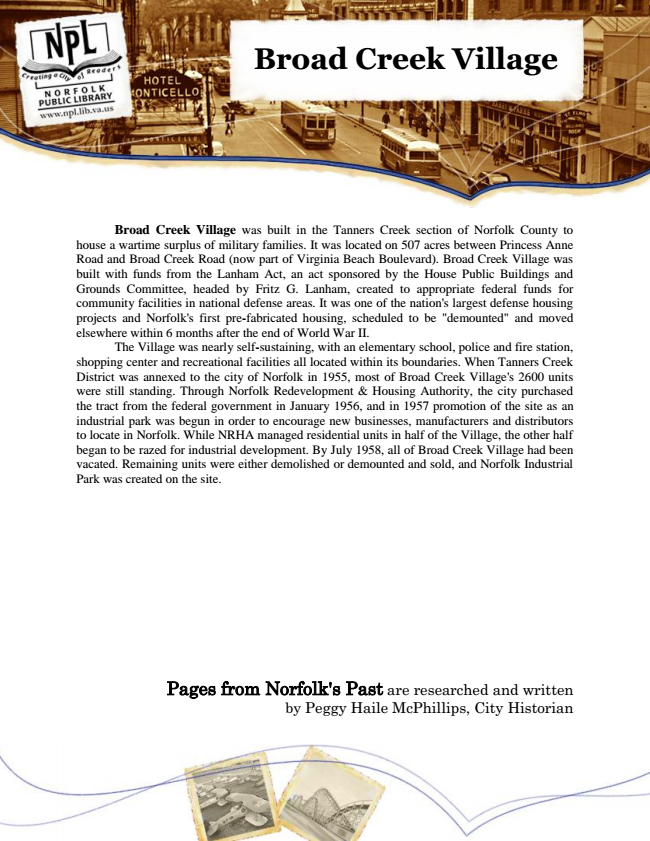 NPL
Creating a City of Readers
NORFOLK
PUBLIC LIBRARY
www.npl.lib.va.us
HOTEL
MONTICELLO
MONTICELLO
Broad Creek Village
Broad Creek Village was built in the Tanners Creek section of Norfolk County to
house a wartime surplus of military families. It was located on 507 acres between Princess Anne
Road and Broad Creek Road (now part of Virginia Beach Boulevard). Broad Creek Village was
built with funds from the Lanham Act, an act sponsored by the House Public Buildings and
Grounds Committee, headed by Fritz G. Lanham, created to appropriate federal funds for
community facilities in national defense areas. It was one of the nation's largest defense housing
projects and Norfolk's first pre-fabricated housing, scheduled to be "demounted" and moved
elsewhere within 6 months after the end of World War II.
The Village was nearly self-sustaining, with an elementary school, police and fire station,
shopping center and recreational facilities all located within its boundaries. When Tanners Creek
District was annexed to the city of Norfolk in 1955, most of Broad Creek Village's 2600 units
were still standing. Through Norfolk Redevelopment & Housing Authority, the city purchased
the tract from the federal government in January 1956, and in 1957 promotion of the site as an
industrial park was begun in order to encourage new businesses, manufacturers and distributors
to locate in Norfolk. While NRHA managed residential units in half of the Village, the other half
began to be razed for industrial development. By July 1958, all of Broad Creek Village had been
vacated. Remaining units were either demolished or demounted and sold, and Norfolk Industrial
Park was created on the site.
Pages from Norfolk's Past are researched and written
by Peggy Haile McPhillips, City Historian